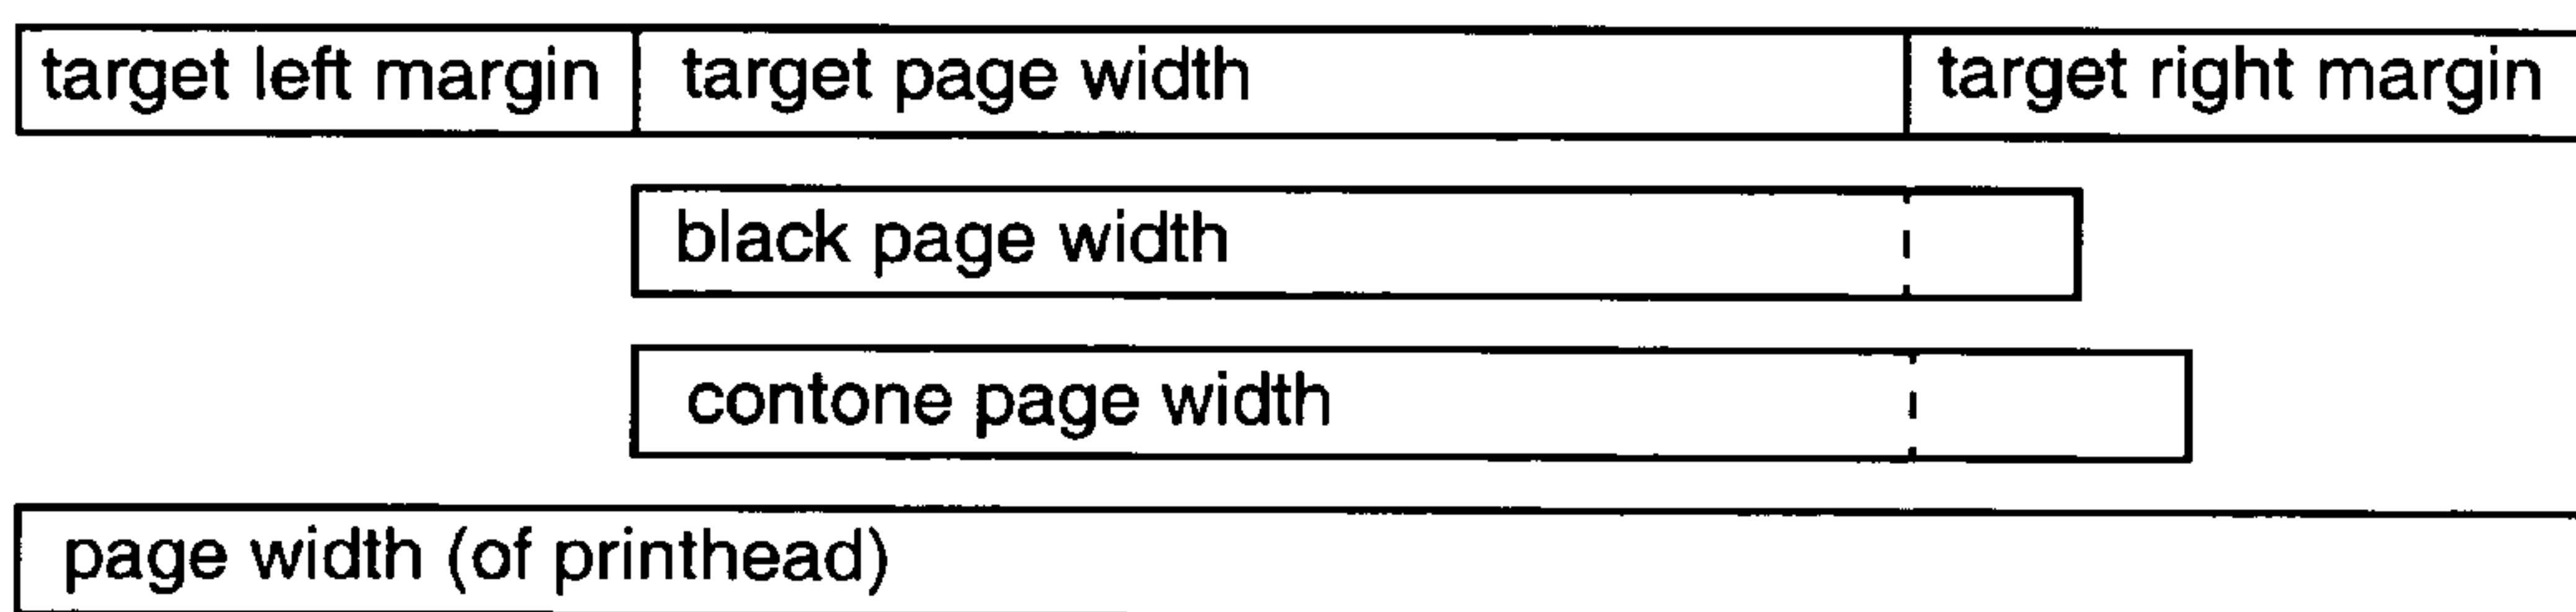 target left margin target page width target right margin
black page width
contone page width
page width (of printhead)